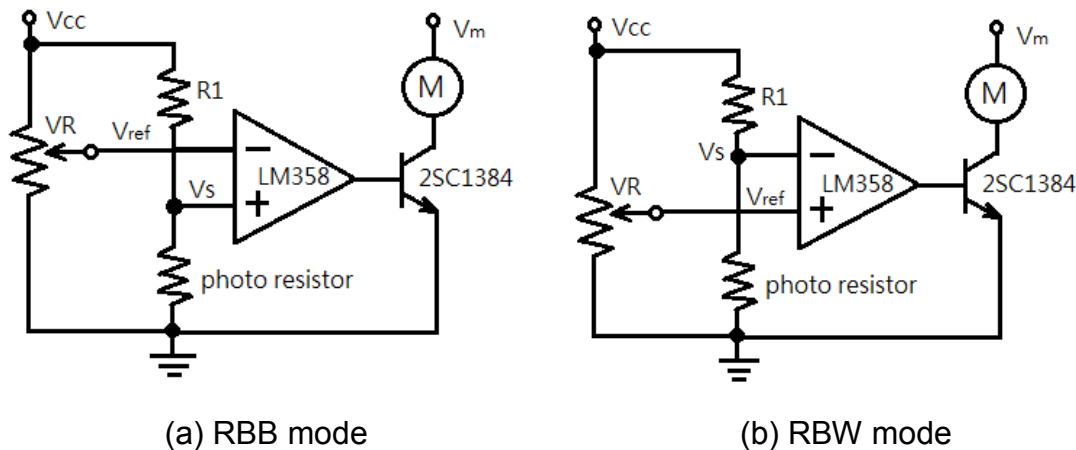 Vcc
Vm
R1
M
VR
Vref
−
LM358
2SC1384
Vs
+
photo resistor
(a) RBB mode
Vcc
Vm
R1
M
Vs
−
LM358
2SC1384
VR
Vref
+
photo resistor
(b) RBW mode